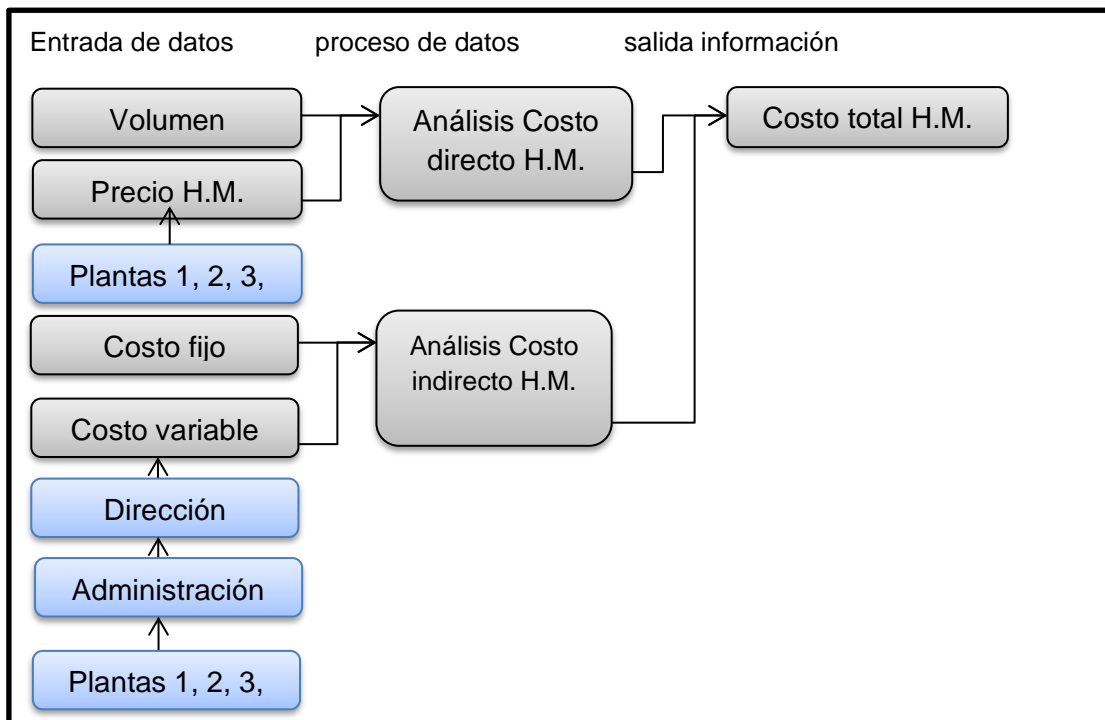 Entrada de datos proceso de datos salida información
Volumen
Análisis Costo
directo H.M.
Costo total H.M.
Precio H.M.
Plantas 1, 2, 3,
Costo fijo
Análisis Costo
indirecto H.M.
Costo variable
Dirección
Administración
Plantas 1, 2, 3,